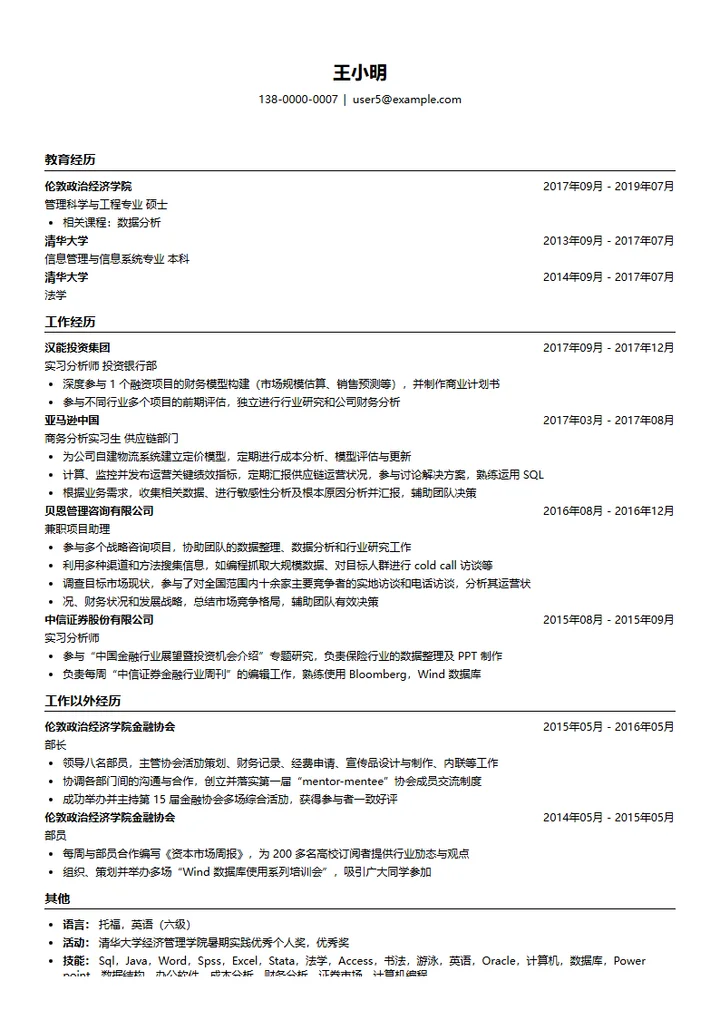 王小明
138-0000-0007 | user5@example.com
教育经历
伦敦政治经济学院 2017年09月 - 2019年07月
管理科学与工程专业 硕士
• 相关课程：数据分析
清华大学 2013年09月 - 2017年07月
信息管理与信息系统专业 本科
清华大学 2014年09月 - 2017年07月
法学
工作经历
汉能投资集团 2017年09月 - 2017年12月
实习分析师 投资银行部
• 深度参与 1 个融资项目的财务模型构建（市场规模估算、销售预测等），并制作商业计划书
• 参与不同行业多个项目的前期评估，独立进行行业研究和公司财务分析
亚马逊中国 2017年03月 - 2017年08月
商务分析实习生 供应链部门
• 为公司自建物流系统建立定价模型，定期进行成本分析、模型评估与更新
• 计算、监控并发布运营关键绩效指标，定期汇报供应链运营状况，参与讨论解决方案，熟练运用 SQL
• 根据业务需求，收集相关数据、进行敏感性分析及根本原因分析并汇报，辅助团队决策
贝恩管理咨询有限公司 2016年08月 - 2016年12月
兼职项目助理
• 参与多个战略咨询项目，协助团队的数据整理、数据分析和行业研究工作
• 利用多种渠道和方法搜集信息，如编程抓取大规模数据、对目标人群进行 cold call 访谈等
• 调查目标市场现状，参与了对全国范围内十余家主要竞争者的实地访谈和电话访谈，分析其运营状
• 况、财务状况和发展战略，总结市场竞争格局，辅助团队有效决策
中信证券股份有限公司 2015年08月 - 2015年09月
实习分析师
• 参与“中国金融行业展望暨投资机会介绍”专题研究，负责保险行业的数据整理及 PPT 制作
• 负责每周“中信证券金融行业周刊”的编辑工作，熟练使用 Bloomberg，Wind 数据库
工作以外经历
伦敦政治经济学院金融协会 2015年05月 - 2016年05月
部长
• 领导八名部员，主管协会活动策划、财务记录、经费申请、宣传品设计与制作、内联等工作
• 协调各部门间的沟通与合作，创立并落实第一届“mentor-mentee”协会成员交流制度
• 成功举办并主持第 15 届金融协会多场综合活动，获得参与者一致好评
伦敦政治经济学院金融协会 2014年05月 - 2015年05月
部员
• 每周与部员合作编写《资本市场周报》，为 200 多名高校订阅者提供行业动态与观点
• 组织、策划并举办多场“Wind 数据库使用系列培训会”，吸引广大同学参加
其他
• 语言： 托福，英语（六级）
• 活动： 清华大学经济管理学院暑期实践优秀个人奖，优秀奖
• 技能： Sql，Java，Word，Spss，Excel，Stata，法学，Access，书法，游泳，英语，Oracle，计算机，数据库，Power
point，数据结构，办公软件，成本分析，财务分析，证券市场，计算机编程